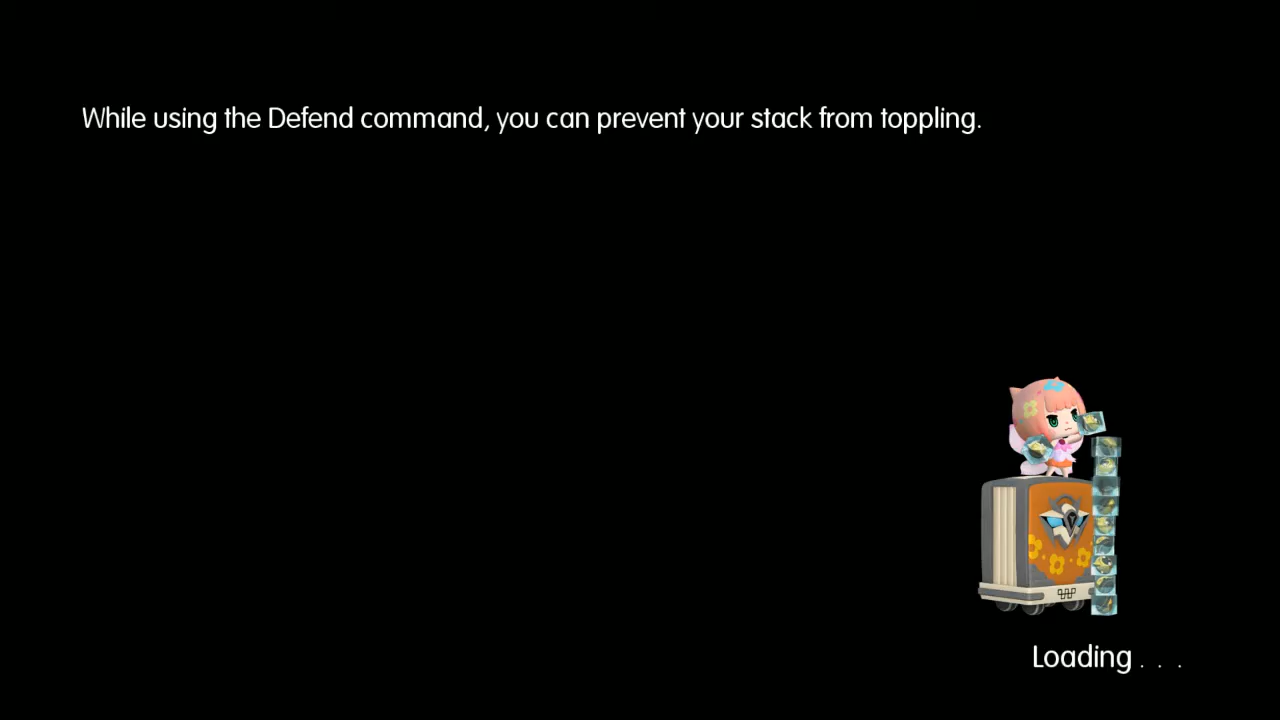 While using the Defend command, you can prevent your stack from toppling.
Loading . . .